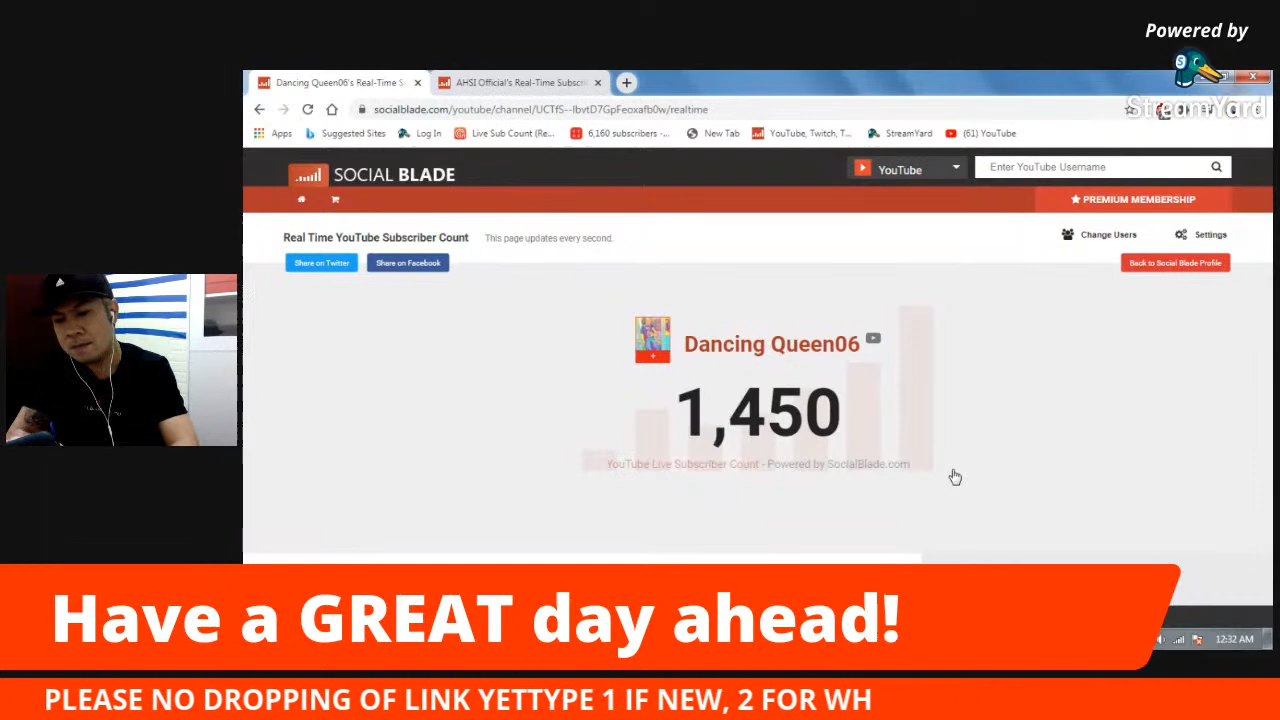 Powered by
StreamYard
Dancing Queen06's Real-Time S
AHSI Official's Real-Time Subscri
socialblade.com/youtube/channel/UCTfS--lbvtD7GpFeoxafb0w/realtime
Apps
Suggested Sites
Log In
Live Sub Count (Re...
6,160 subscribers -...
New Tab
YouTube, Twitch, T...
StreamYard
(61) YouTube
SOCIAL BLADE
YouTube
Enter YouTube Username
PREMIUM MEMBERSHIP
Real Time YouTube Subscriber Count
This page updates every second.
Change Users
Settings
Share on Twitter
Share on Facebook
Back to Social Blade Profile
Dancing Queen06
1,450
YouTube Live Subscriber Count - Powered by SocialBlade.com
12:32 AM
Have a GREAT day ahead!
PLEASE NO DROPPING OF LINK YETTYPE 1 IF NEW, 2 FOR WH